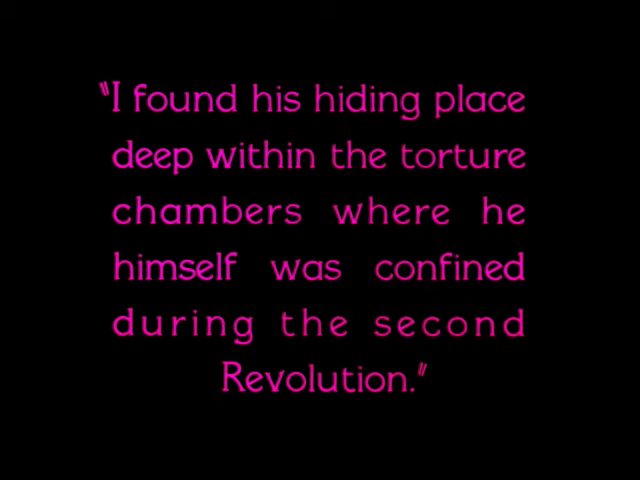 "I found his hiding place
deep within the torture
chambers where he
himself was confined
during the second
Revolution."